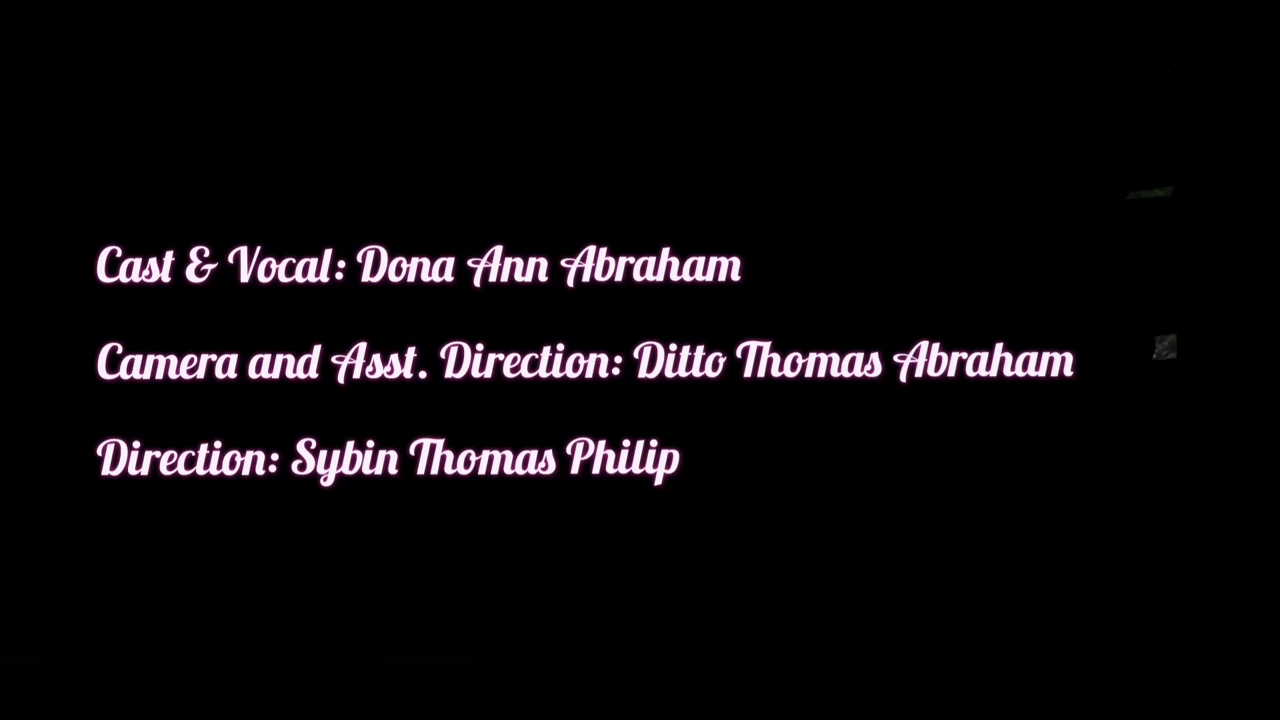 Cast & Vocal: Dona Ann Abraham
Camera and Asst. Direction: Ditto Thomas Abraham
Direction: Sybin Thomas Philip